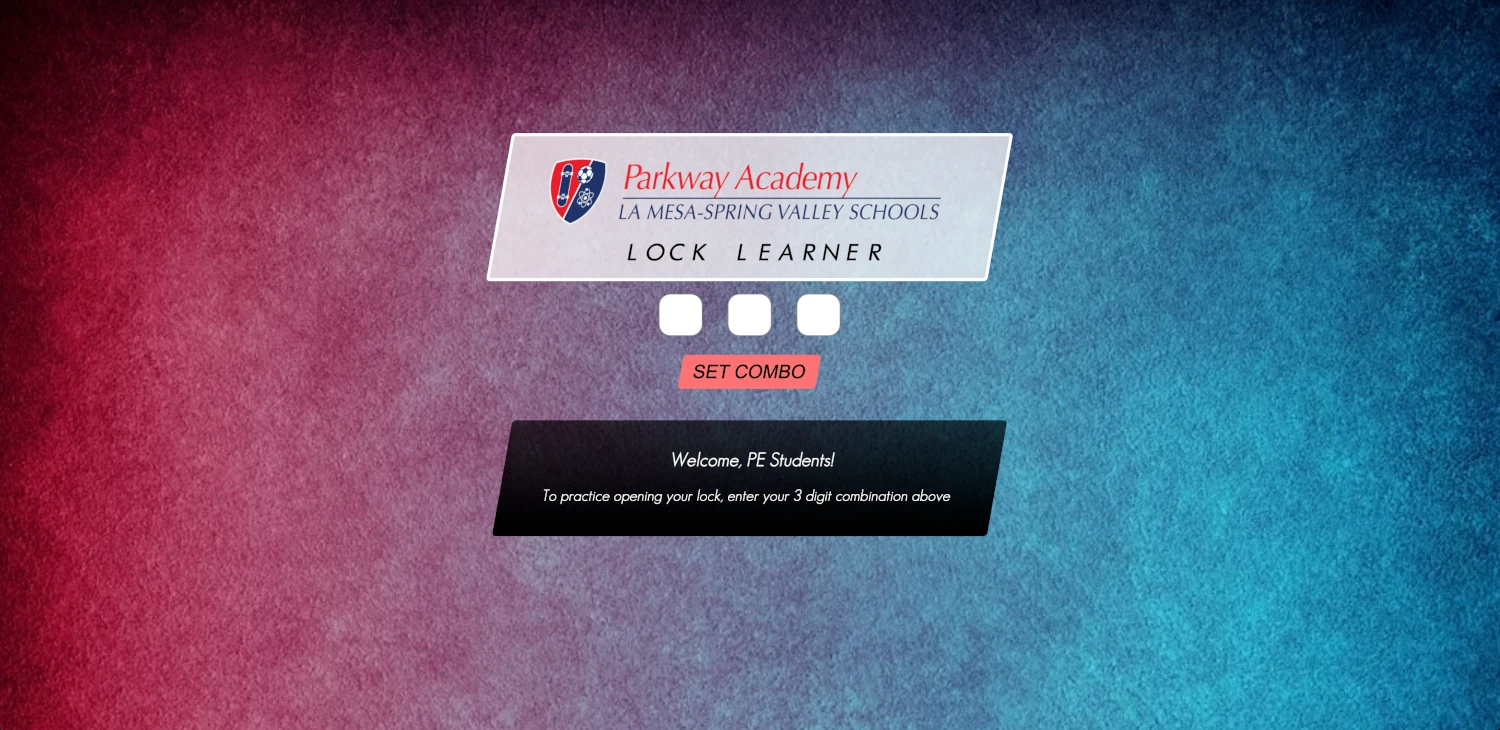 Parkway Academy
LA MESA-SPRING VALLEY SCHOOLS
LOCK LEARNER
SET COMBO
Welcome, PE Students!
To practice opening your lock, enter your 3 digit combination above